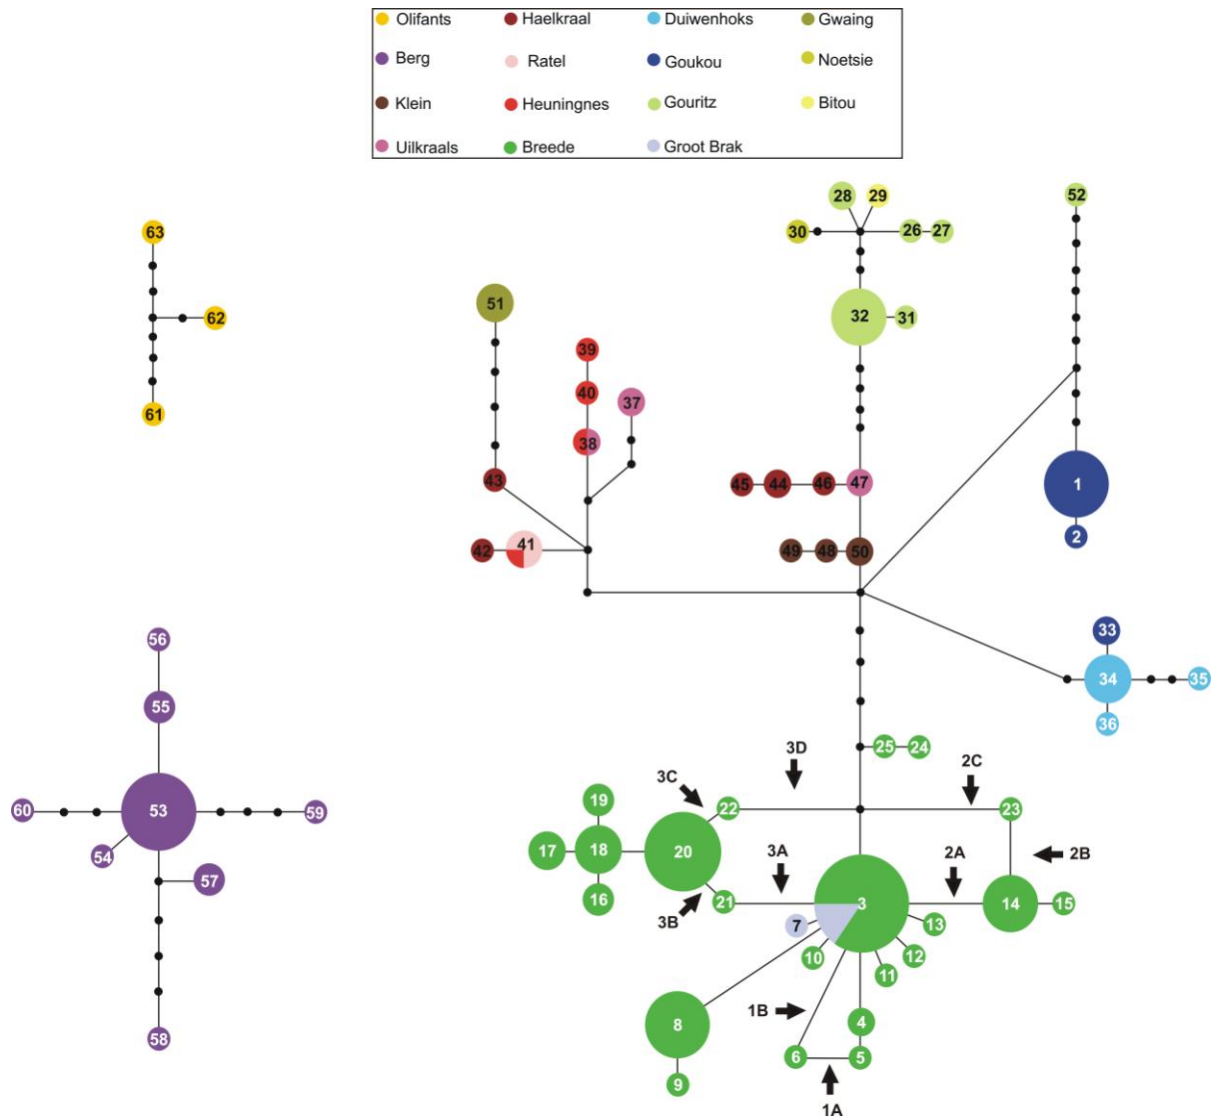 Olifants Haelkraal Duiwenhoks Gwaing
Berg Ratel Goukou Noetsie
Klein Heuningnes Gouritz Bitou
Uilkraals Breede Groot Brak
28 29 52
63
30 26 27
51
62 32 31
39
40 37
61
38
43 45 44 46 47 1
42 41 49 48 50 2
56 33
34 35
55
36
25 24
3D 2C
3C
60 53 59 19 22 23
17 18 20 2B
54 3A 2A
57 16 21 3 14 15
3B 7 13
10 12
11
1B
8 4
58 6 5
9
1A